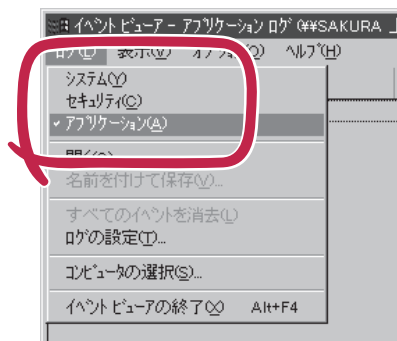 イベント ビューア - アプリケーション ログ (¥¥SAKURA
ログ(L) 表示(V) オプション(O) ヘルプ(H)
システム(Y)
セキュリティ(C)
アプリケーション(A)
名前を付けて保存(V)...
すべてのイベントを消去(L)
ログの設定(T)...
コンピュータの選択(S)...
イベント ビューアの終了(X) Alt+F4